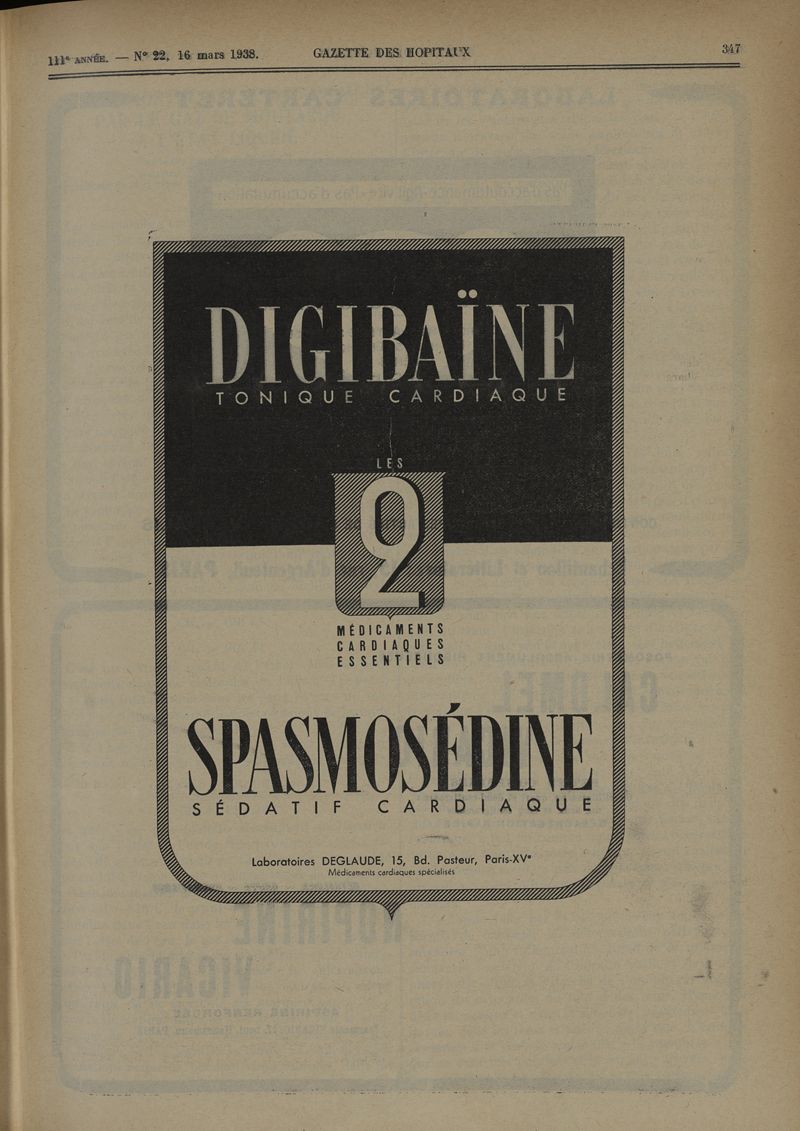 111ᵉ ANNÉE. — Nº 22, 16 mars 1938. GAZETTE DES HOPITAUX 347
DIGIBAÏNE
TONIQUE CARDIAQUE
LES
2
MÉDICAMENTS
CARDIAQUES
ESSENTIELS
SPASMOSÉDINE
SÉDATIF CARDIAQUE
Laboratoires DEGLAUDE, 15, Bd. Pasteur, Paris-XVᵉ
Médicaments cardiaques spécialisés